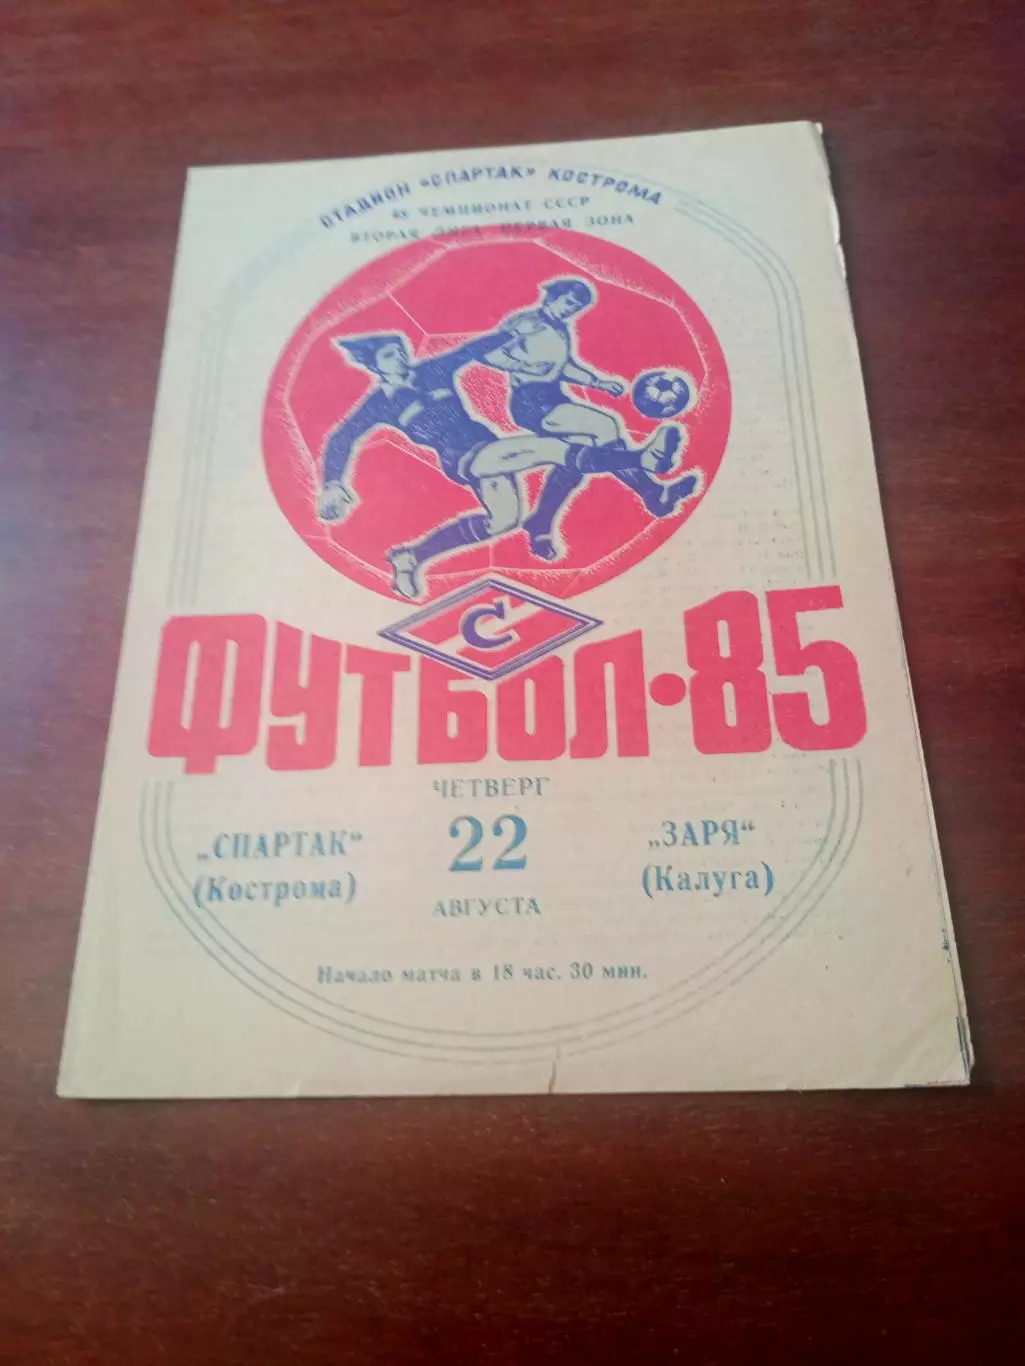 СТАДИОН «СПАРТАК» КОСТРОМА
48 ЧЕМПИОНАТ СССР
ВТОРАЯ ЛИГА, ПЕРВАЯ ЗОНА
С
ФУТБОЛ·85
ЧЕТВЕРГ
22
АВГУСТА
„СПАРТАК“
(Кострома)
„ЗАРЯ“
(Калуга)
Начало матча в 18 час. 30 мин.